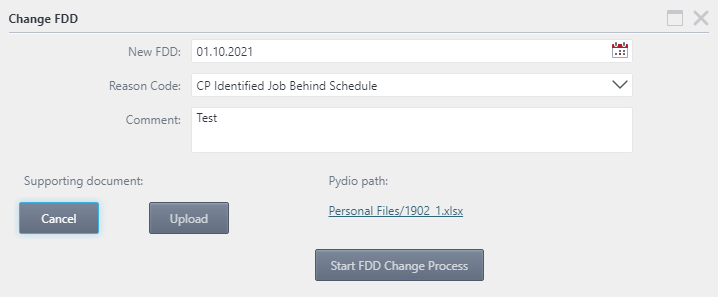 Change FDD
New FDD: 01.10.2021
Reason Code: CP Identified Job Behind Schedule
Comment: Test
Supporting document: Pydio path:
Cancel Upload Personal Files/1902_1.xlsx
Start FDD Change Process